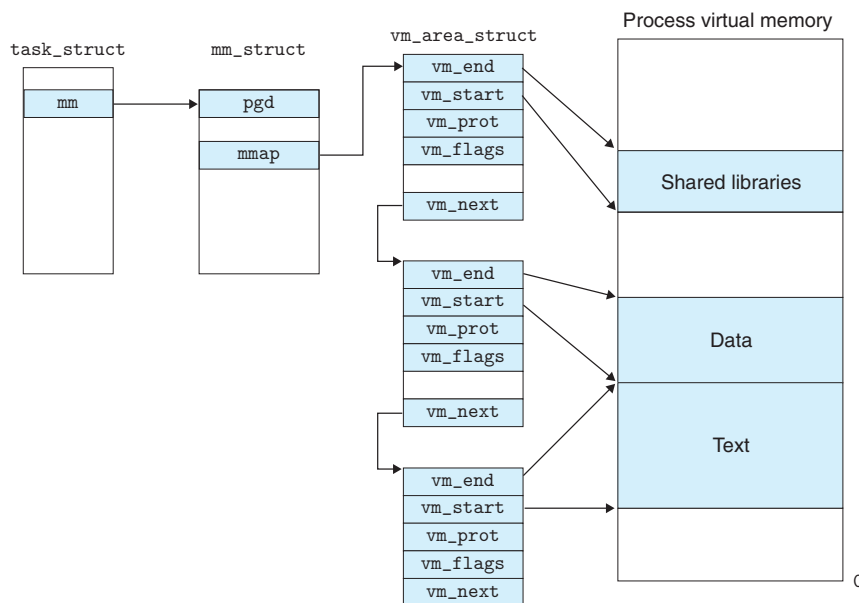 Process virtual memory
task_struct
mm_struct
vm_area_struct
mm
pgd
mmap
vm_end
vm_start
vm_prot
vm_flags
vm_next
vm_end
vm_start
vm_prot
vm_flags
vm_next
vm_end
vm_start
vm_prot
vm_flags
vm_next
Shared libraries
Data
Text
0